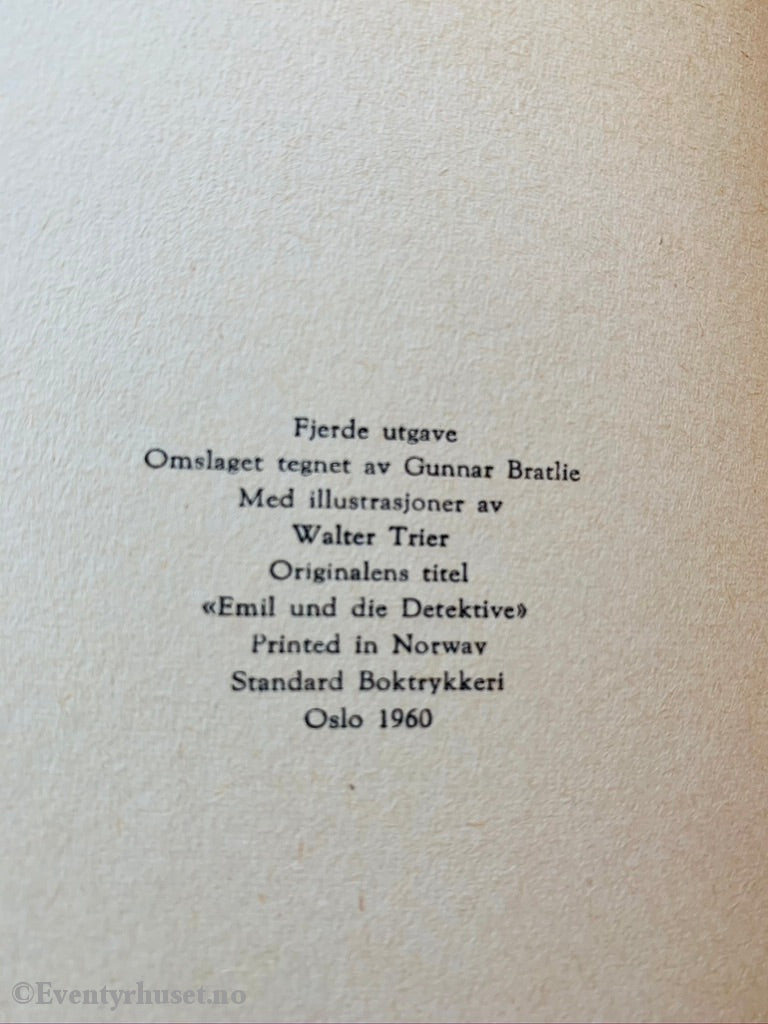 Fjerde utgave
Omslaget tegnet av Gunnar Bratlie
Med illustrasjoner av
Walter Trier
Originalens titel
«Emil und die Detektive»
Printed in Norway
Standard Boktrykkeri
Oslo 1960
©Eventyrhuset.no